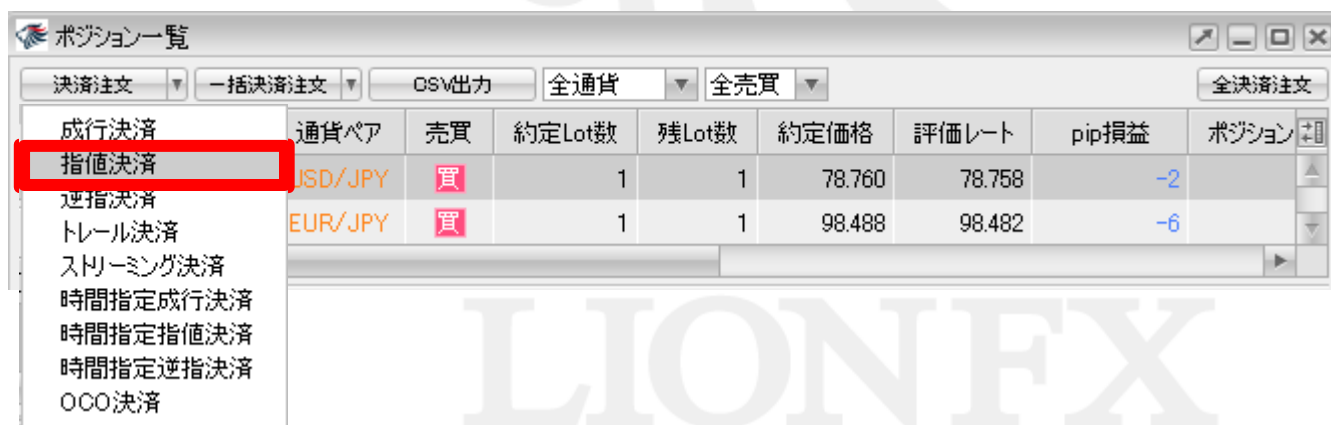 ポジション一覧
決済注文 一括決済注文 CSV出力 全通貨 全売買 全決済注文
通貨ペア 売買 約定Lot数 残Lot数 約定価格 評価レート pip損益 ポジション
USD/JPY 買 1 1 78.760 78.758 -2
EUR/JPY 買 1 1 98.488 98.482 -6
成行決済
指値決済
逆指決済
トレール決済
ストリーミング決済
時間指定成行決済
時間指定指値決済
時間指定逆指決済
OCO決済
LION FX